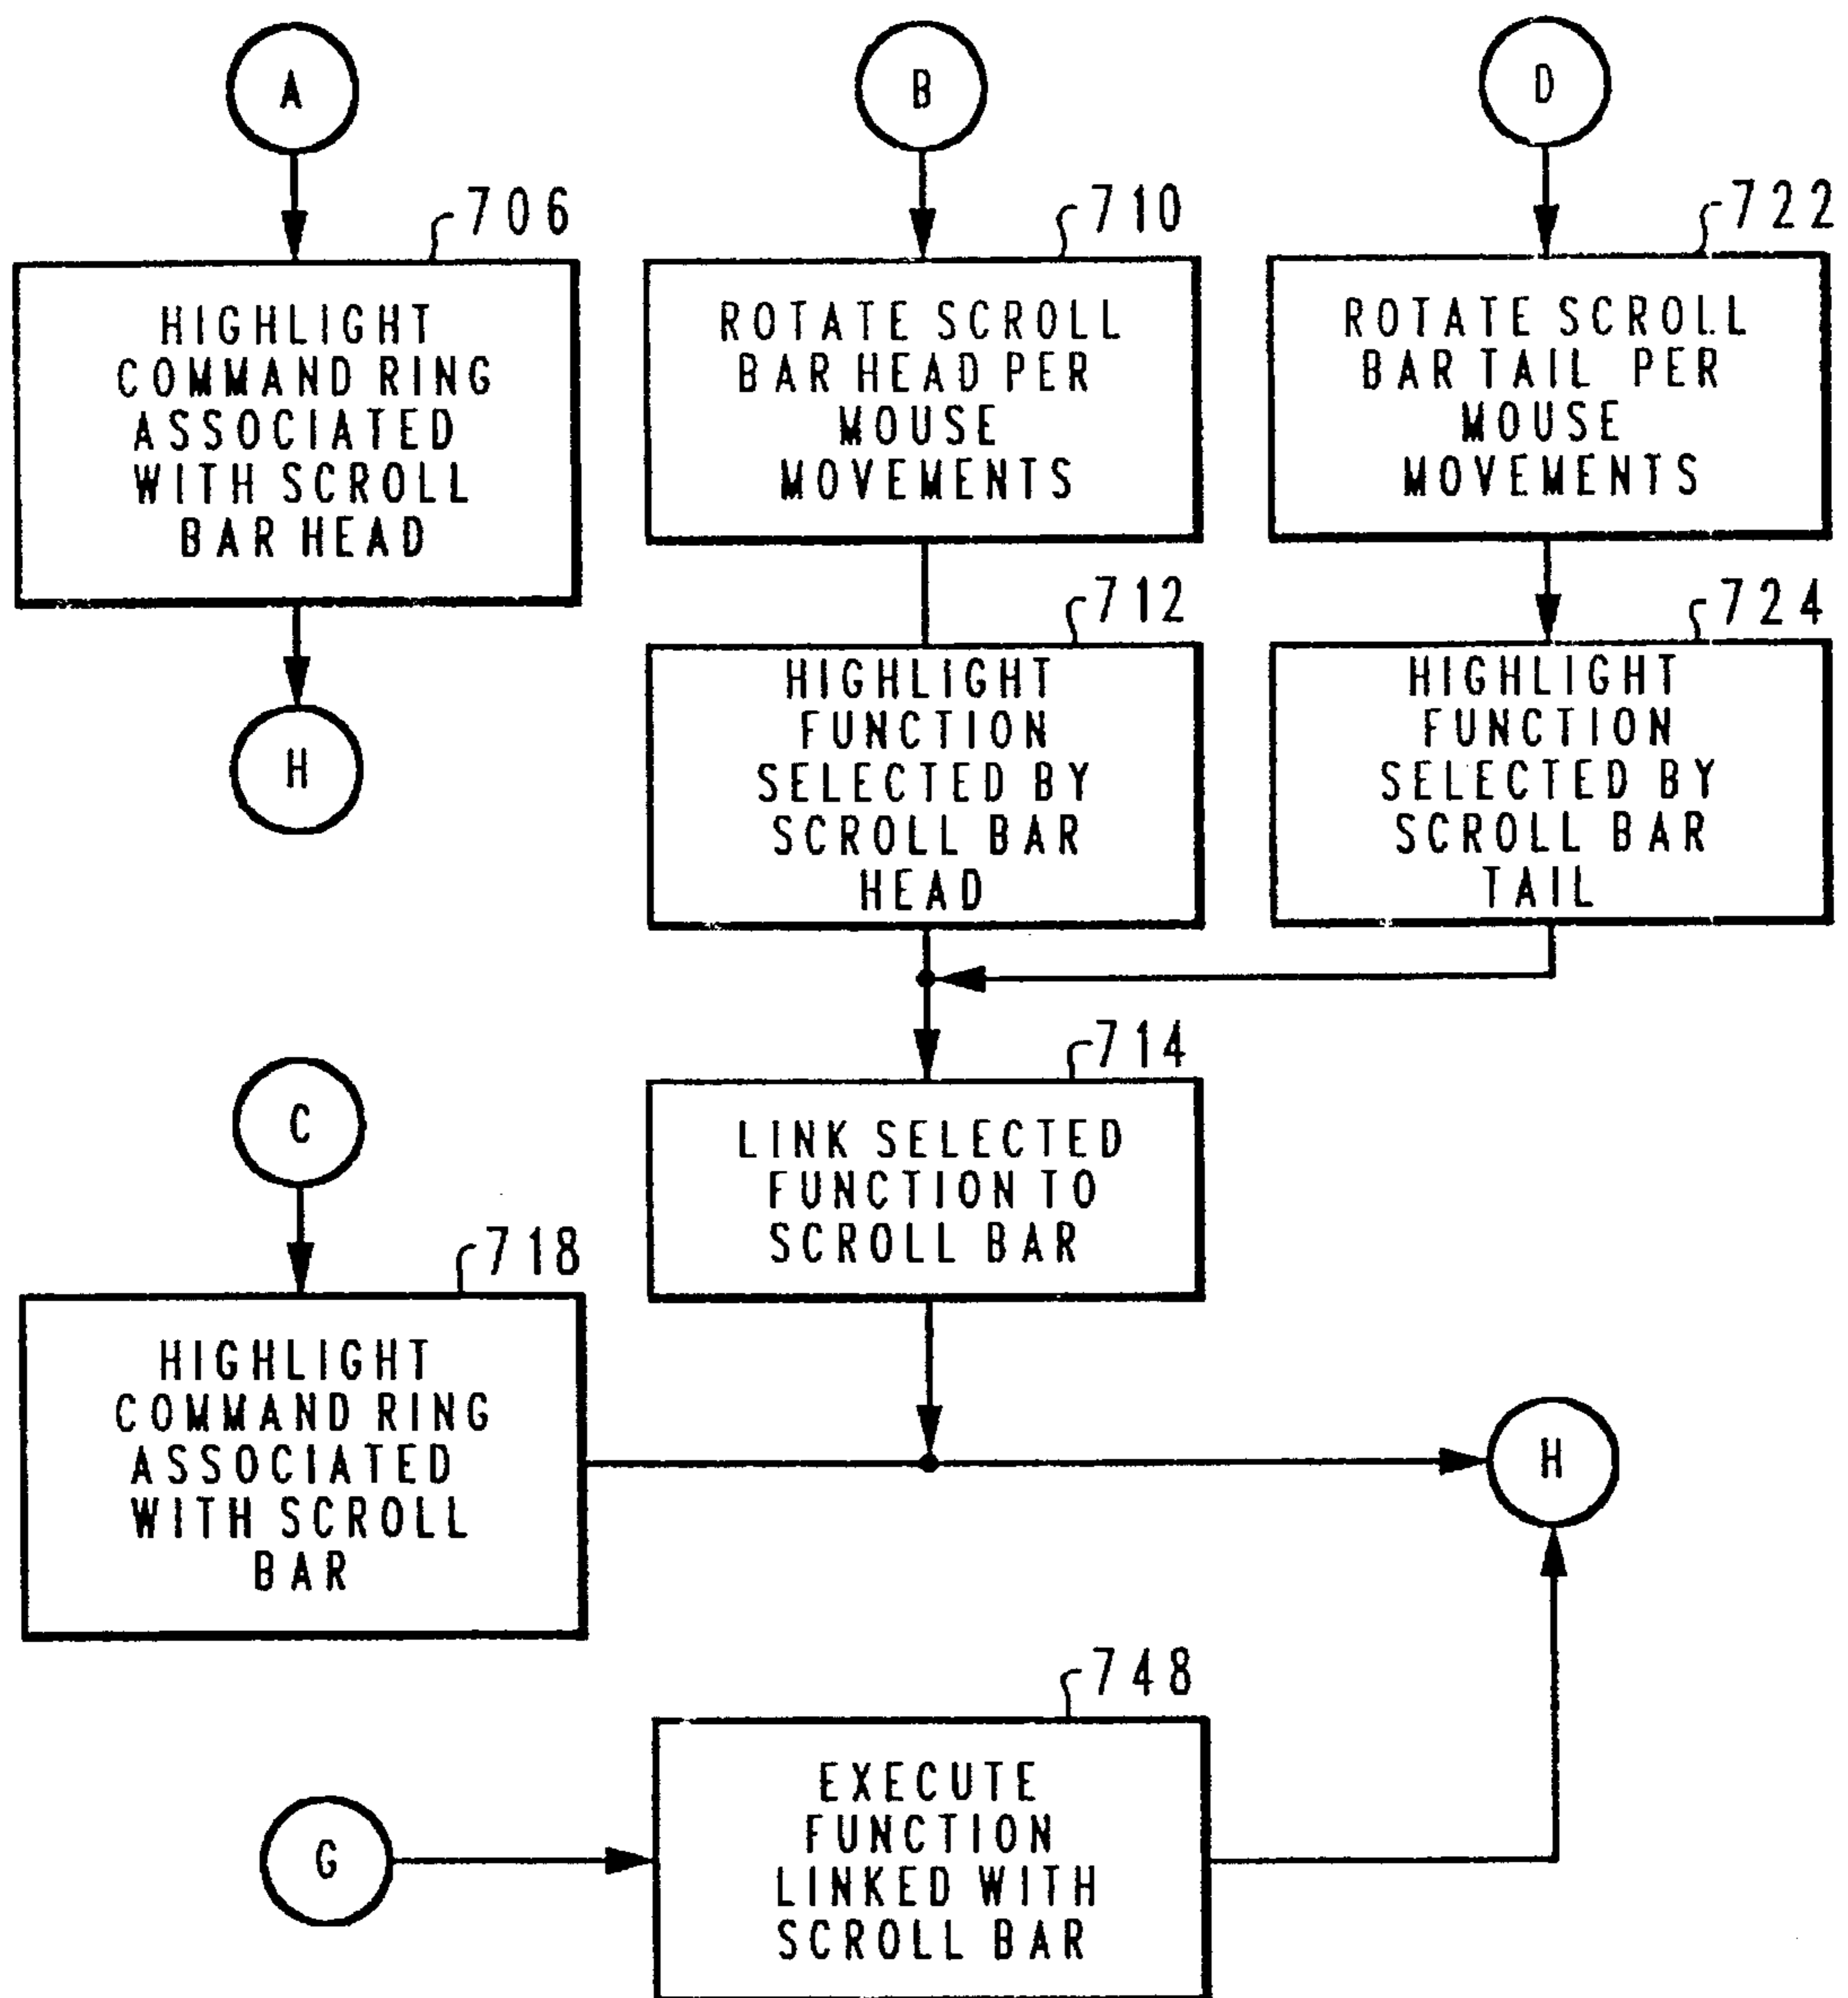 A
B
D
706
710
722
HIGHLIGHT
COMMAND RING
ASSOCIATED
WITH SCROLL
BAR HEAD
ROTATE SCROLL
BAR HEAD PER
MOUSE
MOVEMENTS
ROTATE SCROLL
BAR TAIL PER
MOUSE
MOVEMENTS
H
712
HIGHLIGHT
FUNCTION
SELECTED BY
SCROLL BAR
HEAD
724
HIGHLIGHT
FUNCTION
SELECTED BY
SCROLL BAR
TAIL
714
LINK SELECTED
FUNCTION TO
SCROLL BAR
C
718
HIGHLIGHT
COMMAND RING
ASSOCIATED
WITH SCROLL
BAR
H
748
G
EXECUTE
FUNCTION
LINKED WITH
SCROLL BAR